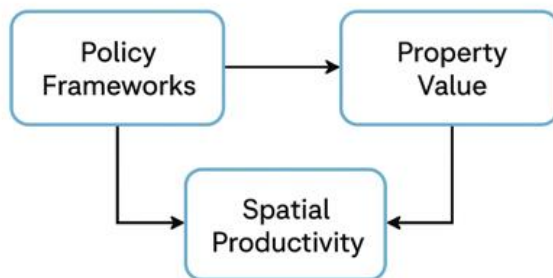 Policy
Frameworks
Property
Value
Spatial
Productivity